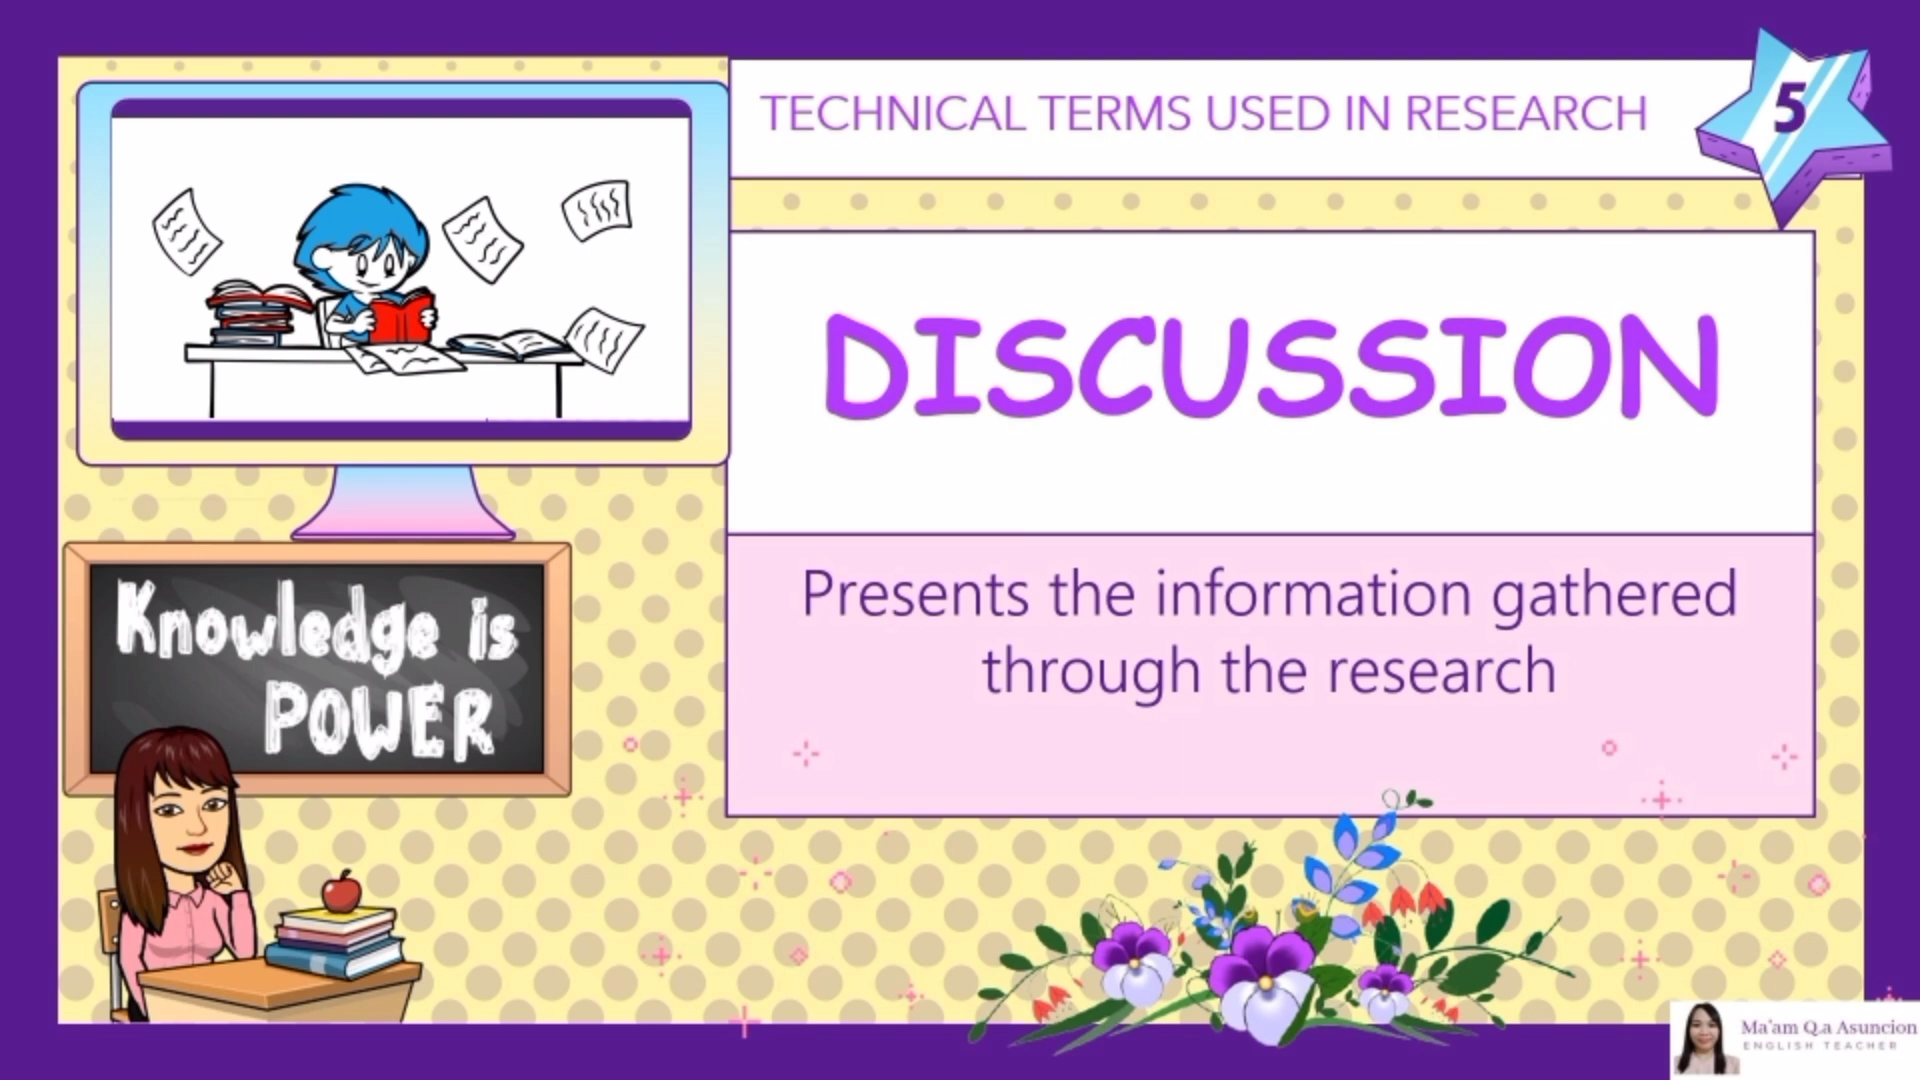 TECHNICAL TERMS USED IN RESEARCH
5
DISCUSSION
Presents the information gathered
through the research
Knowledge is
POWER
Ma'am Q.a Asuncion
ENGLISH TEACHER